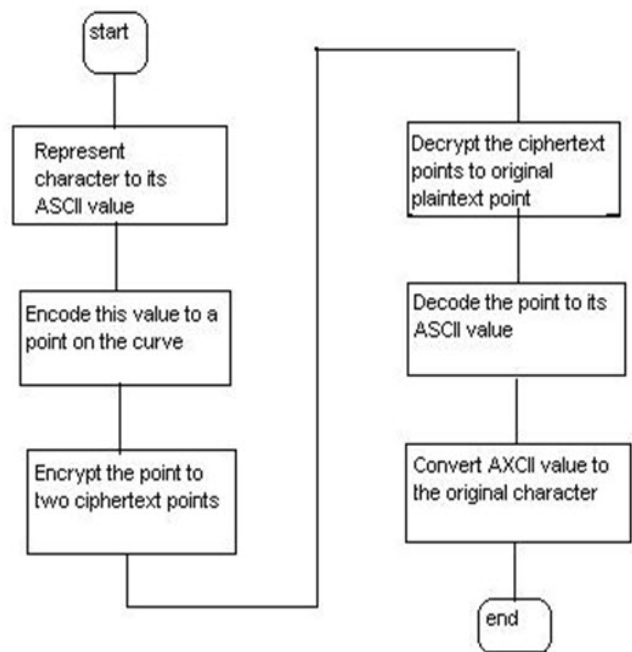 start
Represent
character to its
ASCII value
Encode this value to a
point on the curve
Encrypt the point to
two ciphertext points
Decrypt the ciphertext
points to original
plaintext point
Decode the point to its
ASCII value
Convert AXCII value to
the original character
end